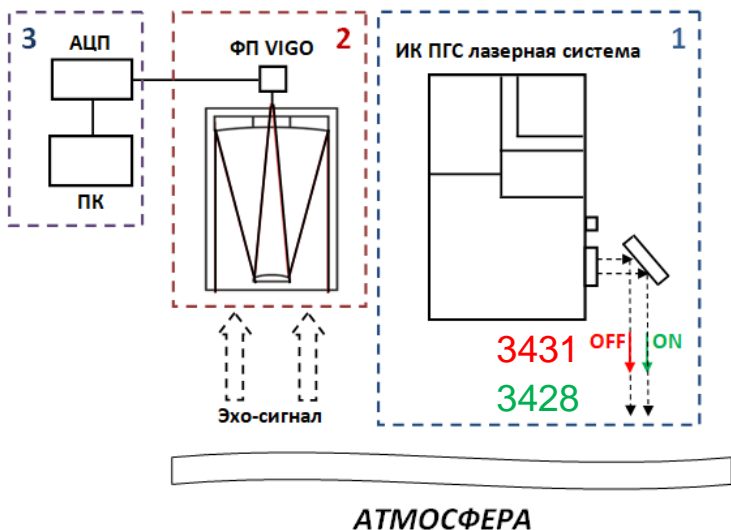 3
АЦП
ПК
ФП VIGO
2
Эхо-сигнал
ИК ПГС лазерная система
1
3431
OFF
ON
3428
АТМОСФЕРА